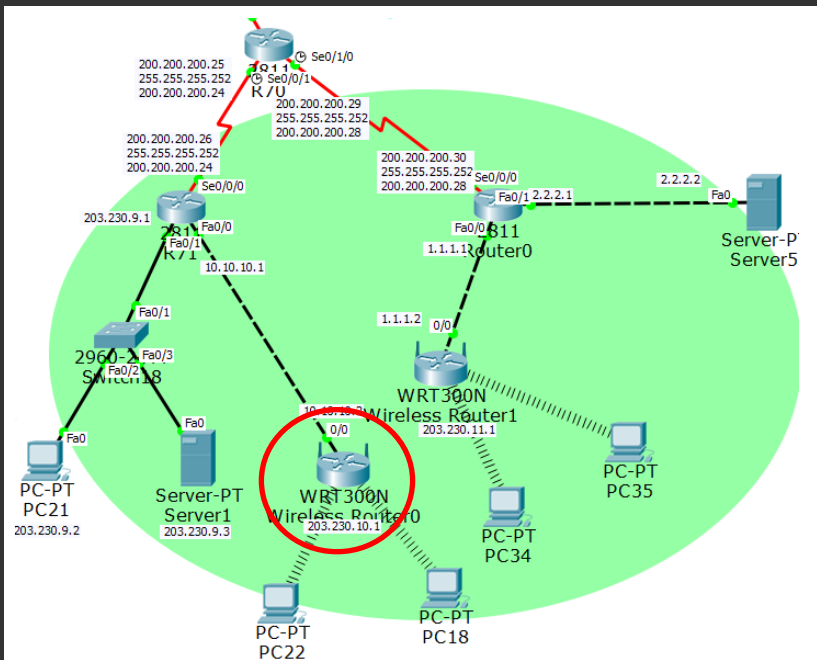 Se0/1/0
2811
R70
Se0/0/1
200.200.200.25
255.255.255.252
200.200.200.24
200.200.200.29
255.255.255.252
200.200.200.28
200.200.200.26
255.255.255.252
200.200.200.24
200.200.200.30
255.255.255.252
200.200.200.28
Se0/0/0
203.230.9.1
2811
R71
Fa0/0
Fa0/1
10.10.10.1
Se0/0/0
Fa0/1
2.2.2.1
2.2.2.2
Fa0
Fa0/0
2811
Router0
1.1.1.1
Server-PT
Server5
Fa0/1
Fa0/3
Fa0/2
Switch18
1.1.1.2
0/0
WRT300N
Wireless Router1
203.230.11.1
0/0
WRT300N
Wireless Router0
203.230.10.1
Fa0
PC-PT
PC21
203.230.9.2
Fa0
Server-PT
Server1
203.230.9.3
PC-PT
PC35
PC-PT
PC34
PC-PT
PC22
PC-PT
PC18